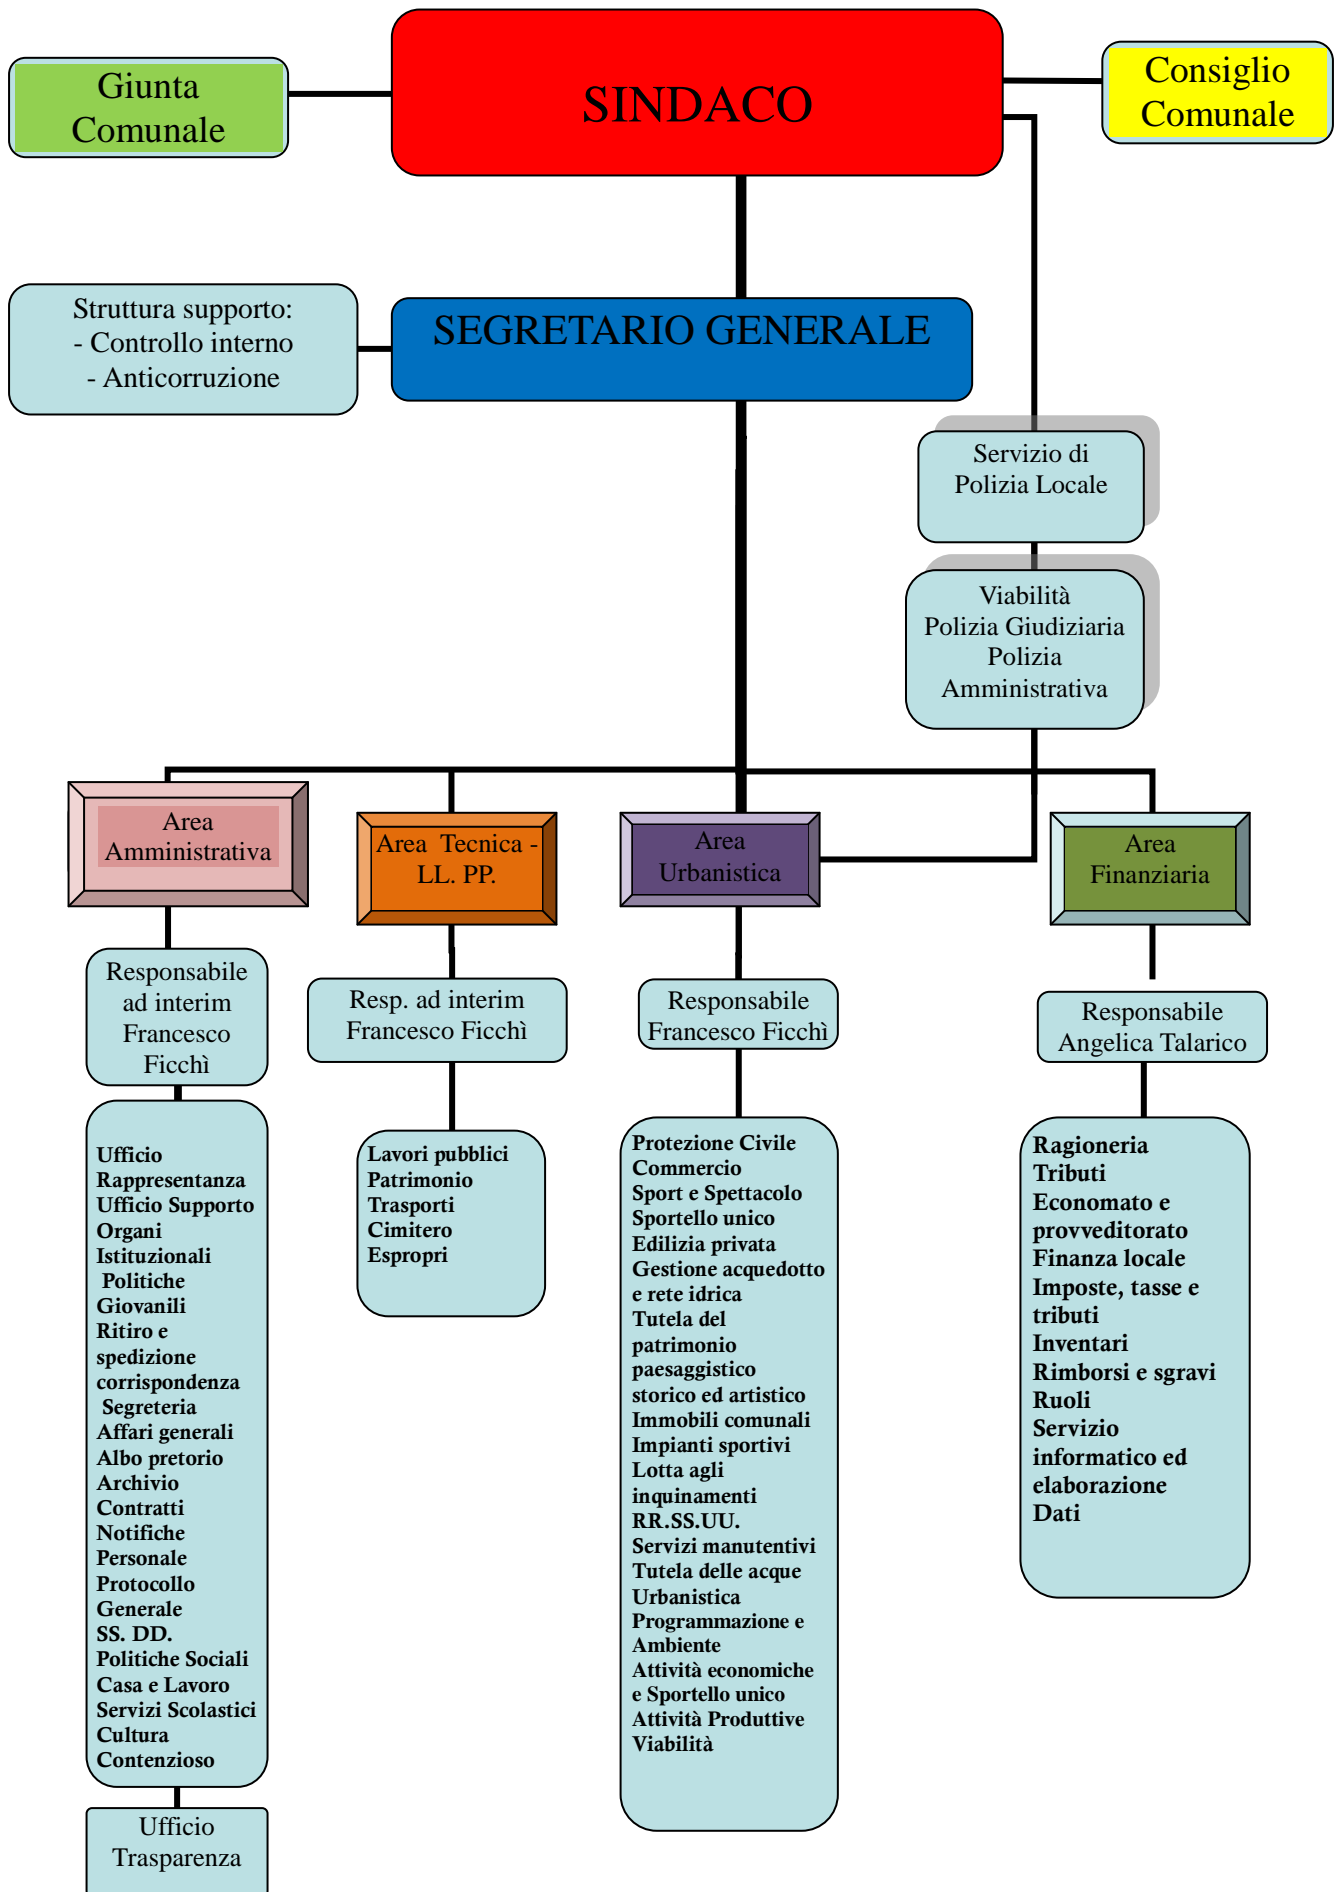 Giunta
Comunale
SINDACO
Consiglio
Comunale
Struttura supporto:
- Controllo interno
- Anticorruzione
SEGRETARIO GENERALE
Servizio di
Polizia Locale
Viabilità
Polizia Giudiziaria
Polizia
Amministrativa
Area
Amministrativa
Area Tecnica -
LL. PP.
Area
Urbanistica
Area
Finanziaria
Responsabile
ad interim
Francesco
Ficchì
Resp. ad interim
Francesco Ficchì
Responsabile
Francesco Ficchì
Responsabile
Angelica Talarico
Ufficio
Rappresentanza
Ufficio Supporto
Organi
Istituzionali
Politiche
Giovanili
Ritiro e
spedizione
corrispondenza
Segreteria
Affari generali
Albo pretorio
Archivio
Contratti
Notifiche
Personale
Protocollo
Generale
SS. DD.
Politiche Sociali
Casa e Lavoro
Servizi Scolastici
Cultura
Contenzioso
Lavori pubblici
Patrimonio
Trasporti
Cimitero
Espropri
Protezione Civile
Commercio
Sport e Spettacolo
Sportello unico
Edilizia privata
Gestione acquedotto
e rete idrica
Tutela del
patrimonio
paesaggistico
storico ed artistico
Immobili comunali
Impianti sportivi
Lotta agli
inquinamenti
RR.SS.UU.
Servizi manutentivi
Tutela delle acque
Urbanistica
Programmazione e
Ambiente
Attività economiche
e Sportello unico
Attività Produttive
Viabilità
Ragioneria
Tributi
Economato e
provveditorato
Finanza locale
Imposte, tasse e
tributi
Inventari
Rimborsi e sgravi
Ruoli
Servizio
informatico ed
elaborazione
Dati
Ufficio
Trasparenza